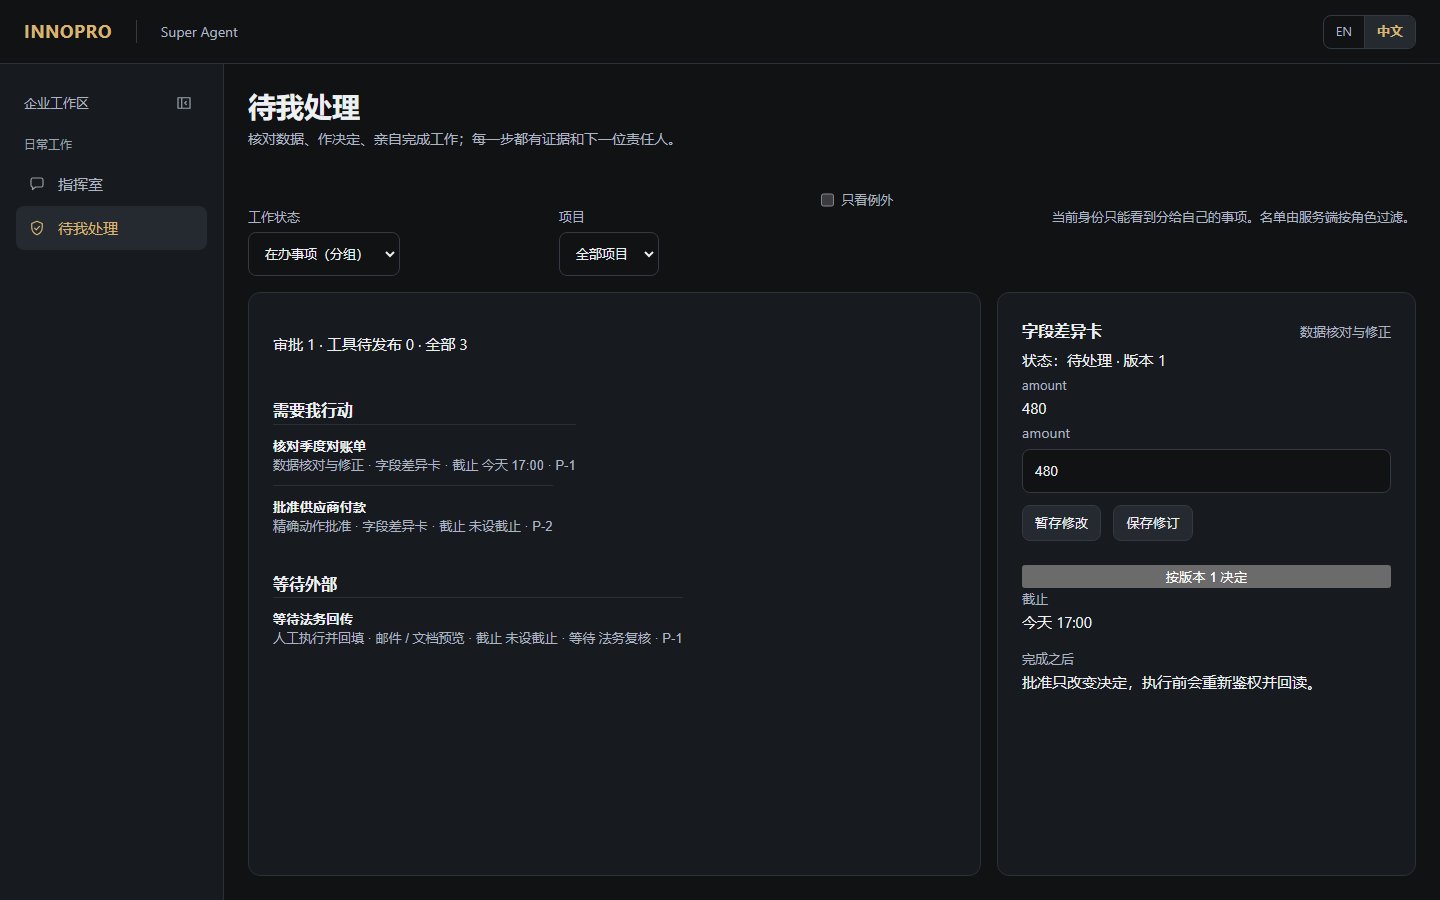 INNOPRO
Super Agent
EN
中文
企业工作区
日常工作
指挥室
待我处理
待我处理
核对数据、作决定、亲自完成工作；每一步都有证据和下一位责任人。
工作状态
在办事项（分组）
项目
全部项目
只看例外
当前身份只能看到分给自己的事项。名单由服务端按角色过滤。
审批 1 · 工具待发布 0 · 全部 3
需要我行动
核对季度对账单
数据核对与修正 · 字段差异卡 · 截止 今天 17:00 · P-1
批准供应商付款
精确动作批准 · 字段差异卡 · 截止 未设截止 · P-2
等待外部
等待法务回传
人工执行并回填 · 邮件 / 文档预览 · 截止 未设截止 · 等待 法务复核 · P-1
字段差异卡
数据核对与修正
状态：待处理 · 版本 1
amount
480
amount
480
暂存修改
保存修订
按版本 1 决定
截止
今天 17:00
完成之后
批准只改变决定，执行前会重新鉴权并回读。